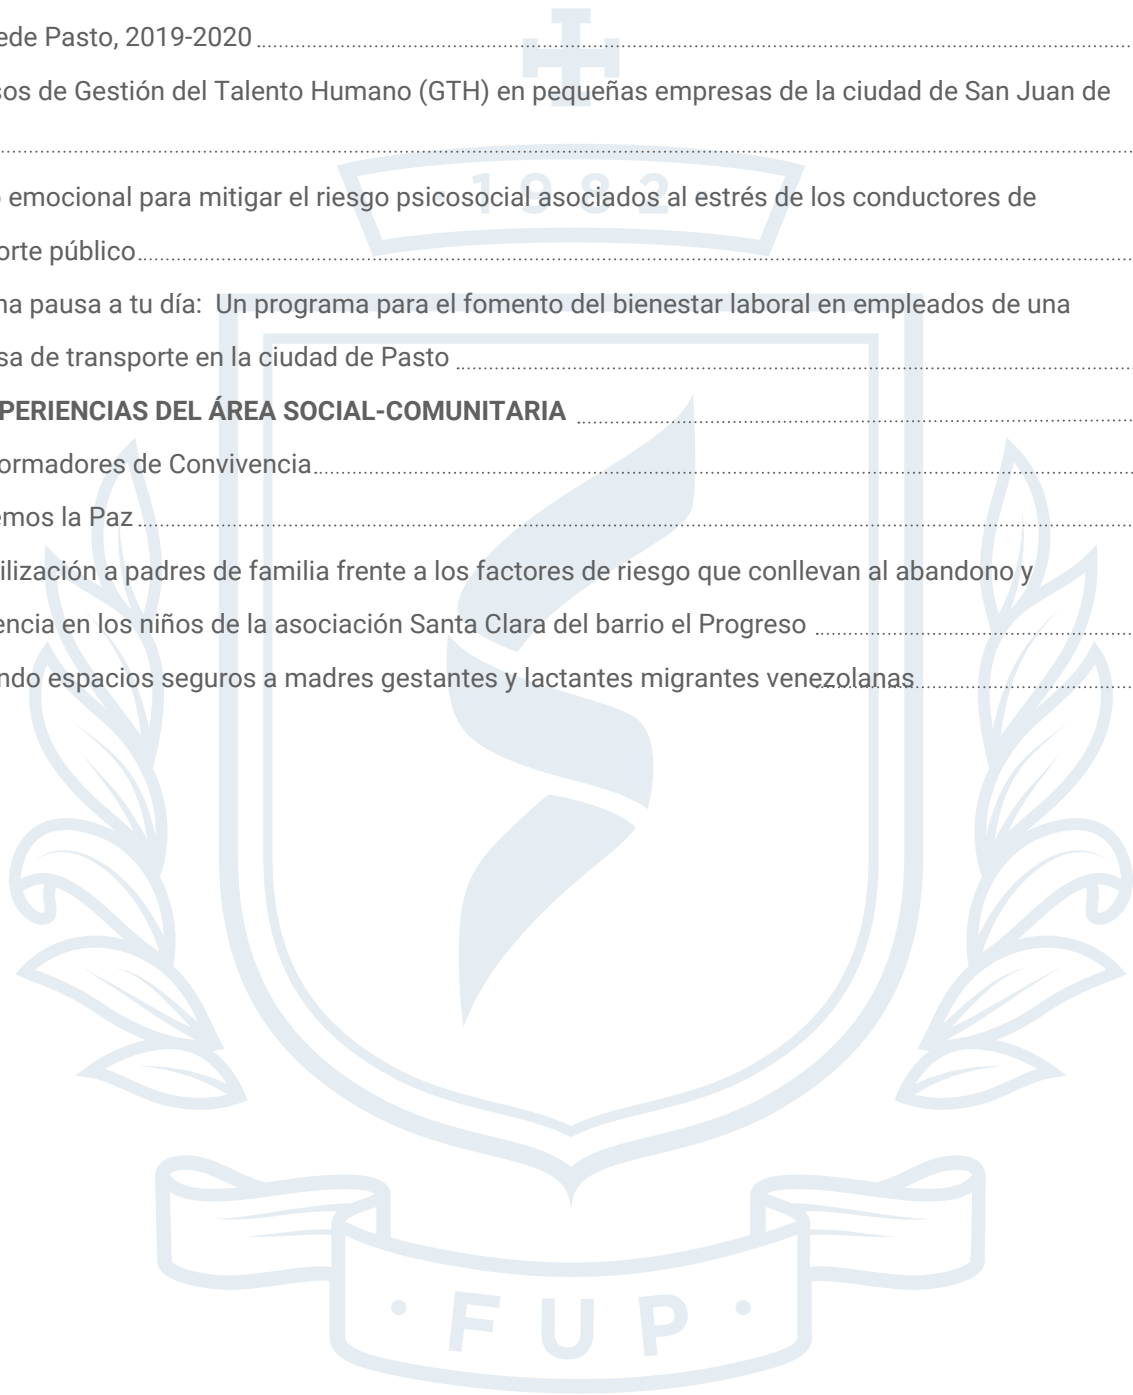 ede Pasto, 2019-2020
sos de Gestión del Talento Humano (GTH) en pequeñas empresas de la ciudad de San Juan de
1982
o emocional para mitigar el riesgo psicosocial asociados al estrés de los conductores de
orte público
na pausa a tu día: Un programa para el fomento del bienestar laboral en empleados de una
sa de transporte en la ciudad de Pasto
PERIENCIAS DEL ÁREA SOCIAL-COMUNITARIA
ormadores de Convivencia
emos la Paz
ilización a padres de familia frente a los factores de riesgo que conllevan al abandono y
encia en los niños de la asociación Santa Clara del barrio el Progreso
ndo espacios seguros a madres gestantes y lactantes migrantes venezolanas
· F U P ·